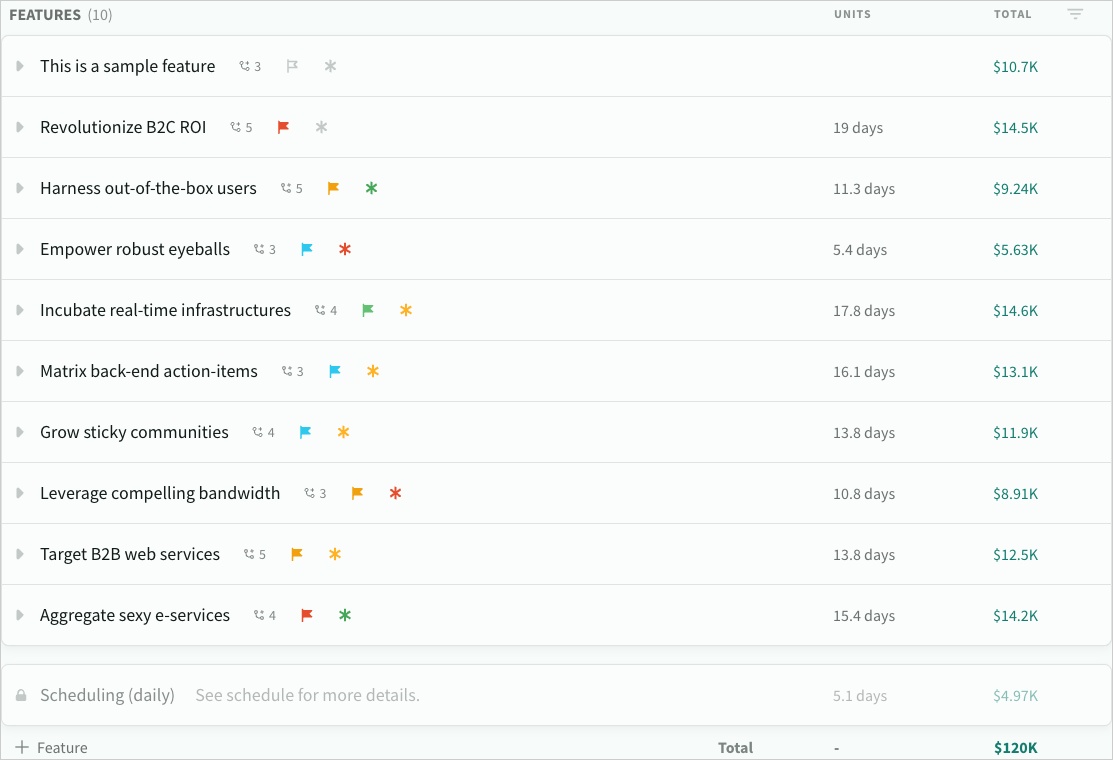 FEATURES (10) UNITS TOTAL
This is a sample feature 3 $10.7K
Revolutionize B2C ROI 5 19 days $14.5K
Harness out-of-the-box users 5 11.3 days $9.24K
Empower robust eyeballs 3 5.4 days $5.63K
Incubate real-time infrastructures 4 17.8 days $14.6K
Matrix back-end action-items 3 16.1 days $13.1K
Grow sticky communities 4 13.8 days $11.9K
Leverage compelling bandwidth 3 10.8 days $8.91K
Target B2B web services 5 13.8 days $12.5K
Aggregate sexy e-services 4 15.4 days $14.2K
Scheduling (daily) See schedule for more details. 5.1 days $4.97K
+ Feature Total - $120K